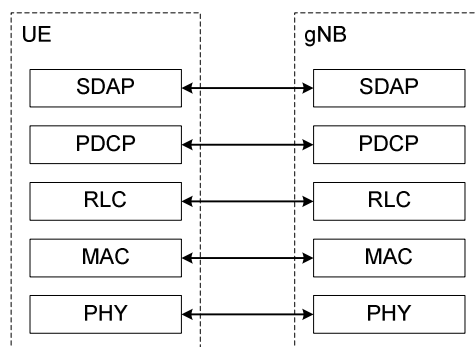 UE gNB
SDAP SDAP
PDCP PDCP
RLC RLC
MAC MAC
PHY PHY